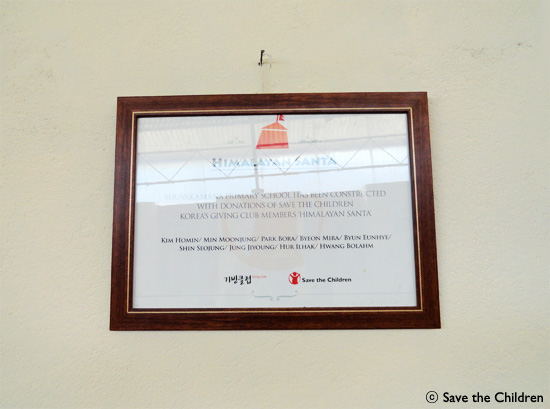 HIMALAYAN SANTA
PRIMARY SCHOOL HAS BEEN CONSTRUCTED
WITH DONATIONS OF SAVE THE CHILDREN
KOREA'S GIVING CLUB MEMBERS 'HIMALAYAN SANTA
KIM HOMIN/ MIN MOONJUNG/ PARK BORA/ BYEON MIRA/ BYUN EUNHYE/
SHIN SEOJUNG/ JUNG JIYOUNG/ HUR ILHAK/ HWANG BOLAHM
기빙클럽
Save the Children
© Save the Children